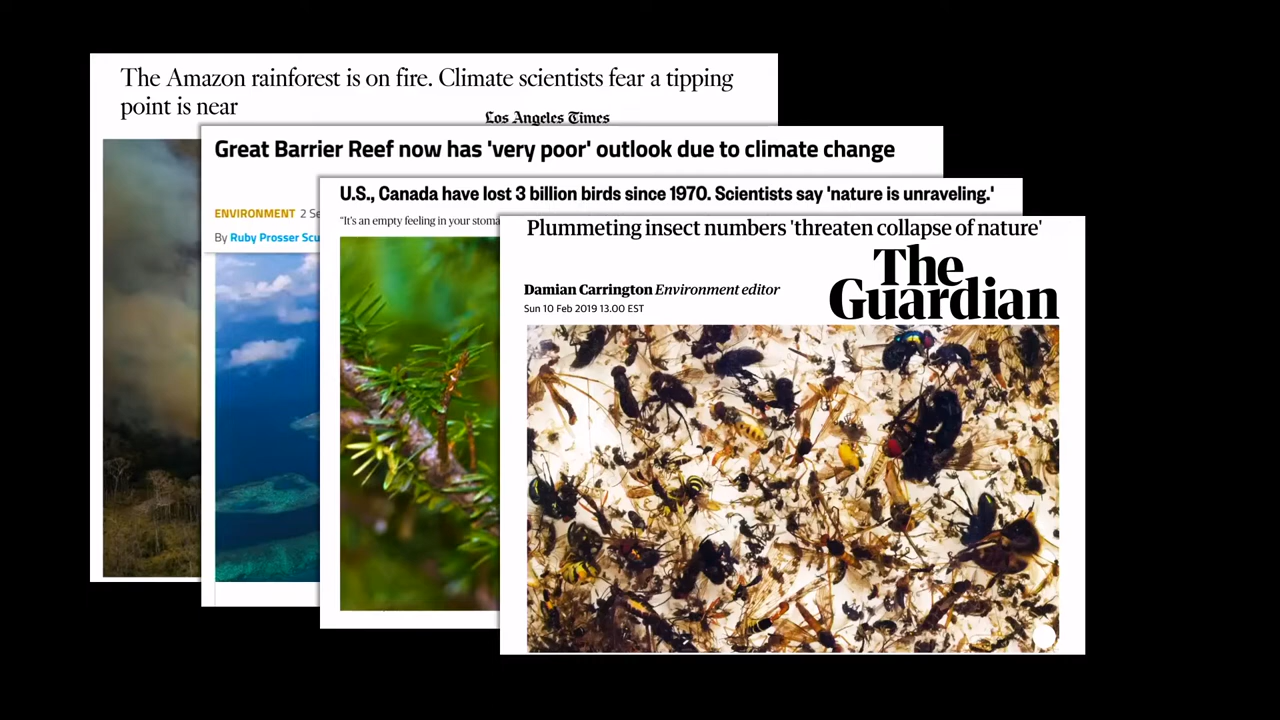 The Amazon rainforest is on fire. Climate scientists fear a tipping
point is near
Los Angeles Times
Great Barrier Reef now has 'very poor' outlook due to climate change
ENVIRONMENT 2
By Ruby Prosser
U.S., Canada have lost 3 billion birds since 1970. Scientists say 'nature is unraveling.'
"It's an empty feeling in your
Plummeting insect numbers 'threaten collapse of nature'
The
Guardian
Damian Carrington Environment editor
Sun 10 Feb 2019 13.00 EST